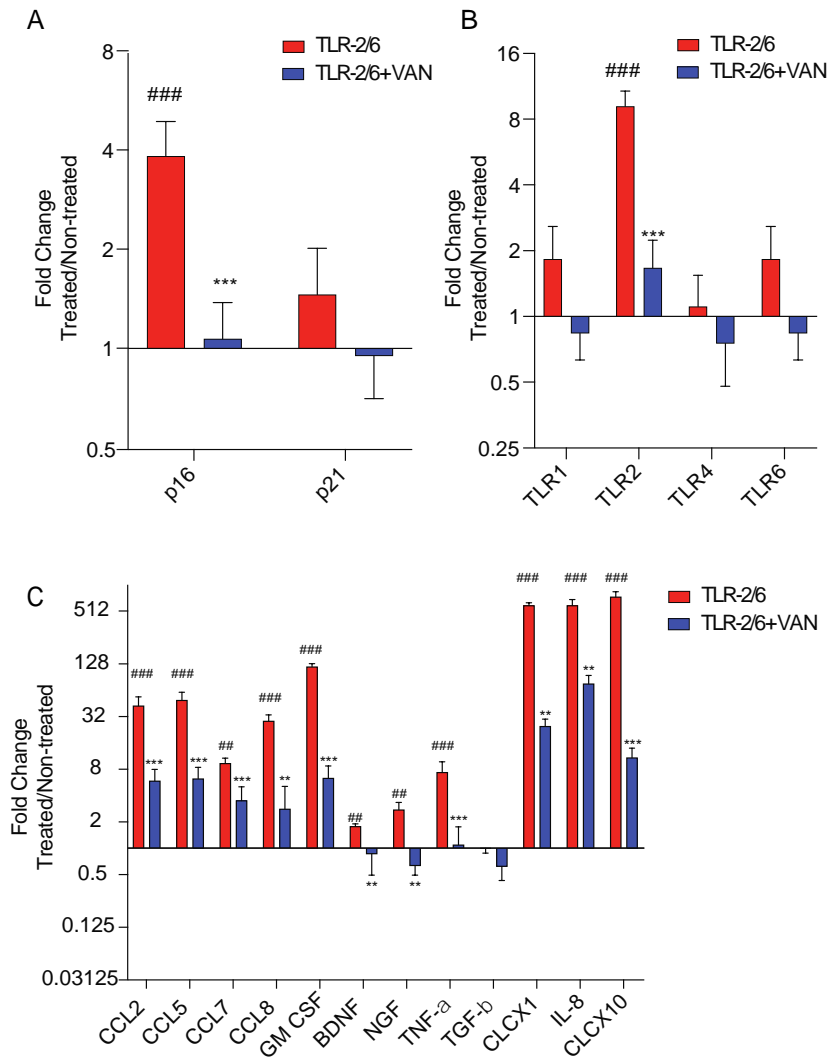 A
TLR-2/6
TLR-2/6+VAN
Fold Change
Treated/Non-treated
8
4
2
1
0.5
###
***
p16
p21
B
TLR-2/6
TLR-2/6+VAN
Fold Change
Treated/Non-treated
16
8
4
2
1
0.5
0.25
###
***
TLR1
TLR2
TLR4
TLR6
C
TLR-2/6
TLR-2/6+VAN
Fold Change
Treated/Non-treated
512
128
32
8
2
0.5
0.125
0.03125
###
***
###
***
##
***
###
**
###
***
##
**
##
**
###
***
###
**
###
**
###
***
CCL2
CCL5
CCL7
CCL8
GM CSF
BDNF
NGF
TNF-a
TGF-b
CLCX1
IL-8
CLCX10